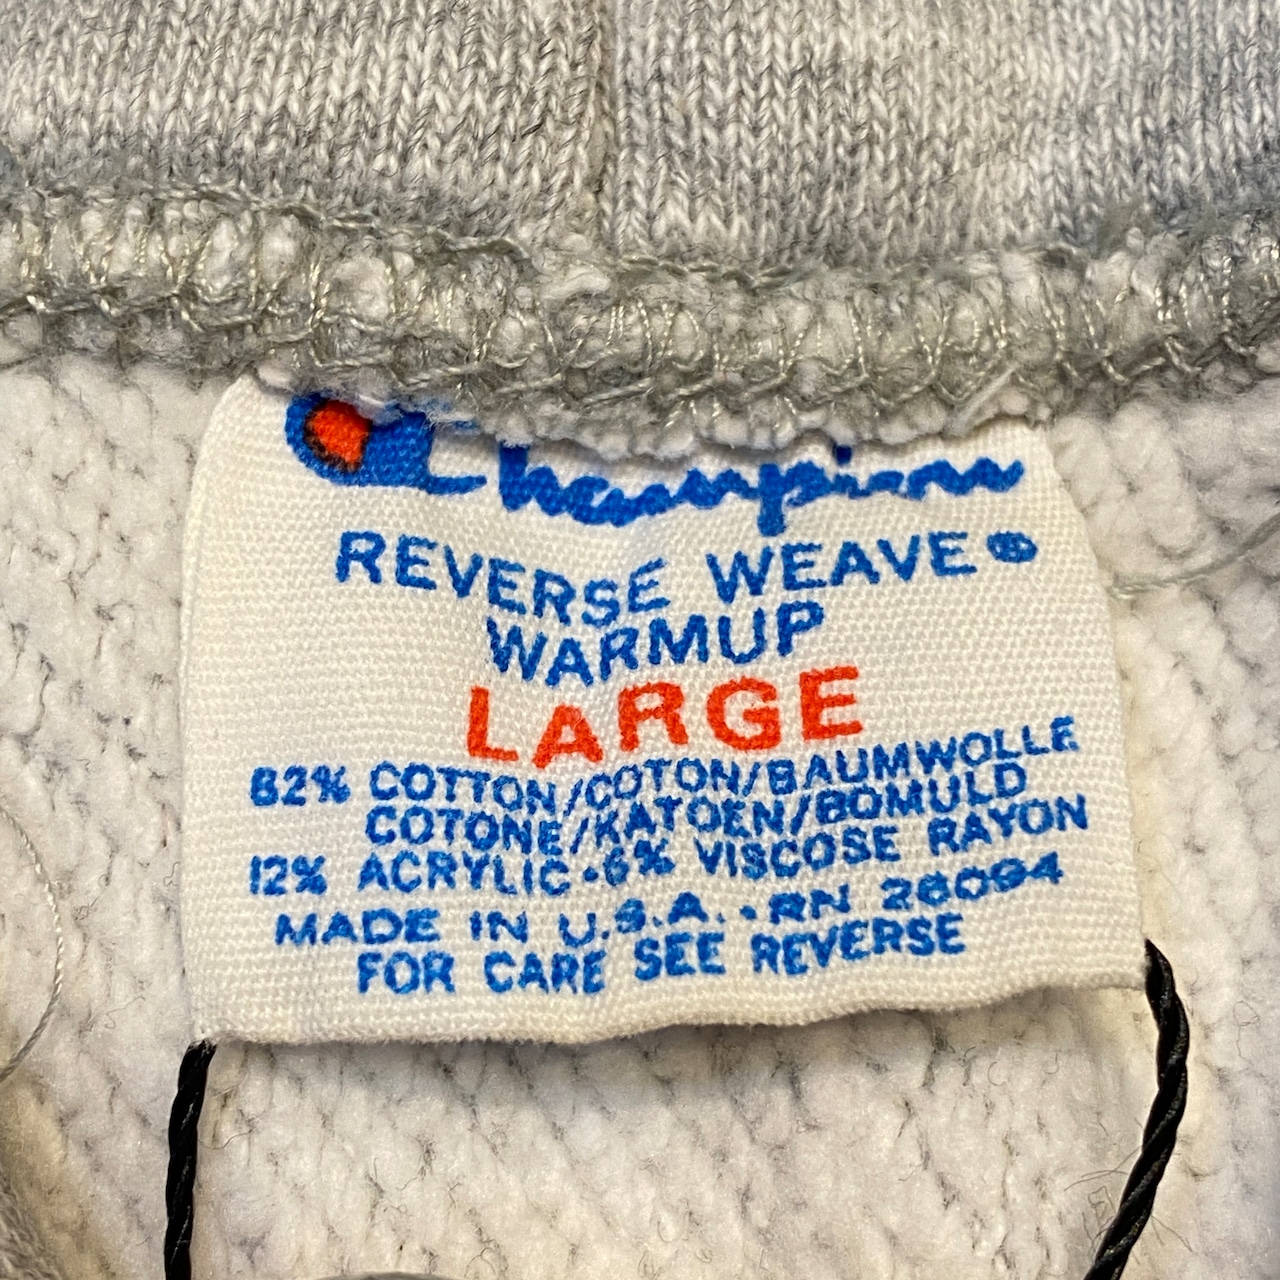 Champion
REVERSE WEAVE®
WARMUP
LARGE
82% COTTON/COTON/BAUMWOLLE
COTONE/KATOEN/BOMULD
12% ACRYLIC·6% VISCOSE RAYON
MADE IN U.S.A.·RN 26094
FOR CARE SEE REVERSE